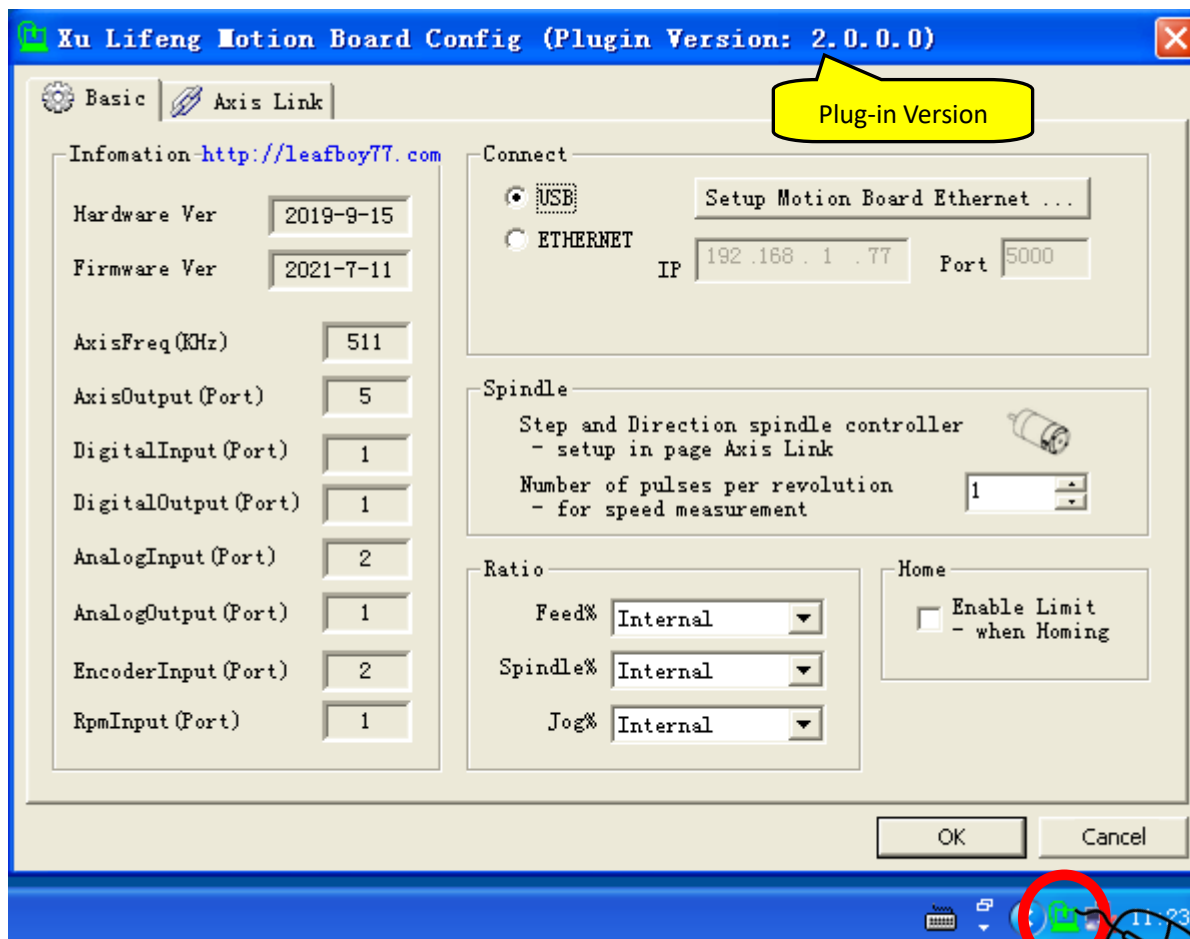 Xu Lifeng Motion Board Config (Plugin Version: 2.0.0.0)
Plug-in Version
Basic
Axis Link
Infomation-http://leafboy77.com
Hardware Ver 2019-9-15
Firmware Ver 2021-7-11
AxisFreq(KHz) 511
AxisOutput(Port) 5
DigitalInput(Port) 1
DigitalOutput(Port) 1
AnalogInput(Port) 2
AnalogOutput(Port) 1
EncoderInput(Port) 2
RpmInput(Port) 1
Connect
USB
Setup Motion Board Ethernet ...
ETHERNET
IP 192.168. 1 . 77 Port 5000
Spindle
Step and Direction spindle controller
- setup in page Axis Link
Number of pulses per revolution
- for speed measurement
1
Ratio
Feed% Internal
Spindle% Internal
Jog% Internal
Home
Enable Limit
- when Homing
OK
Cancel
11:23